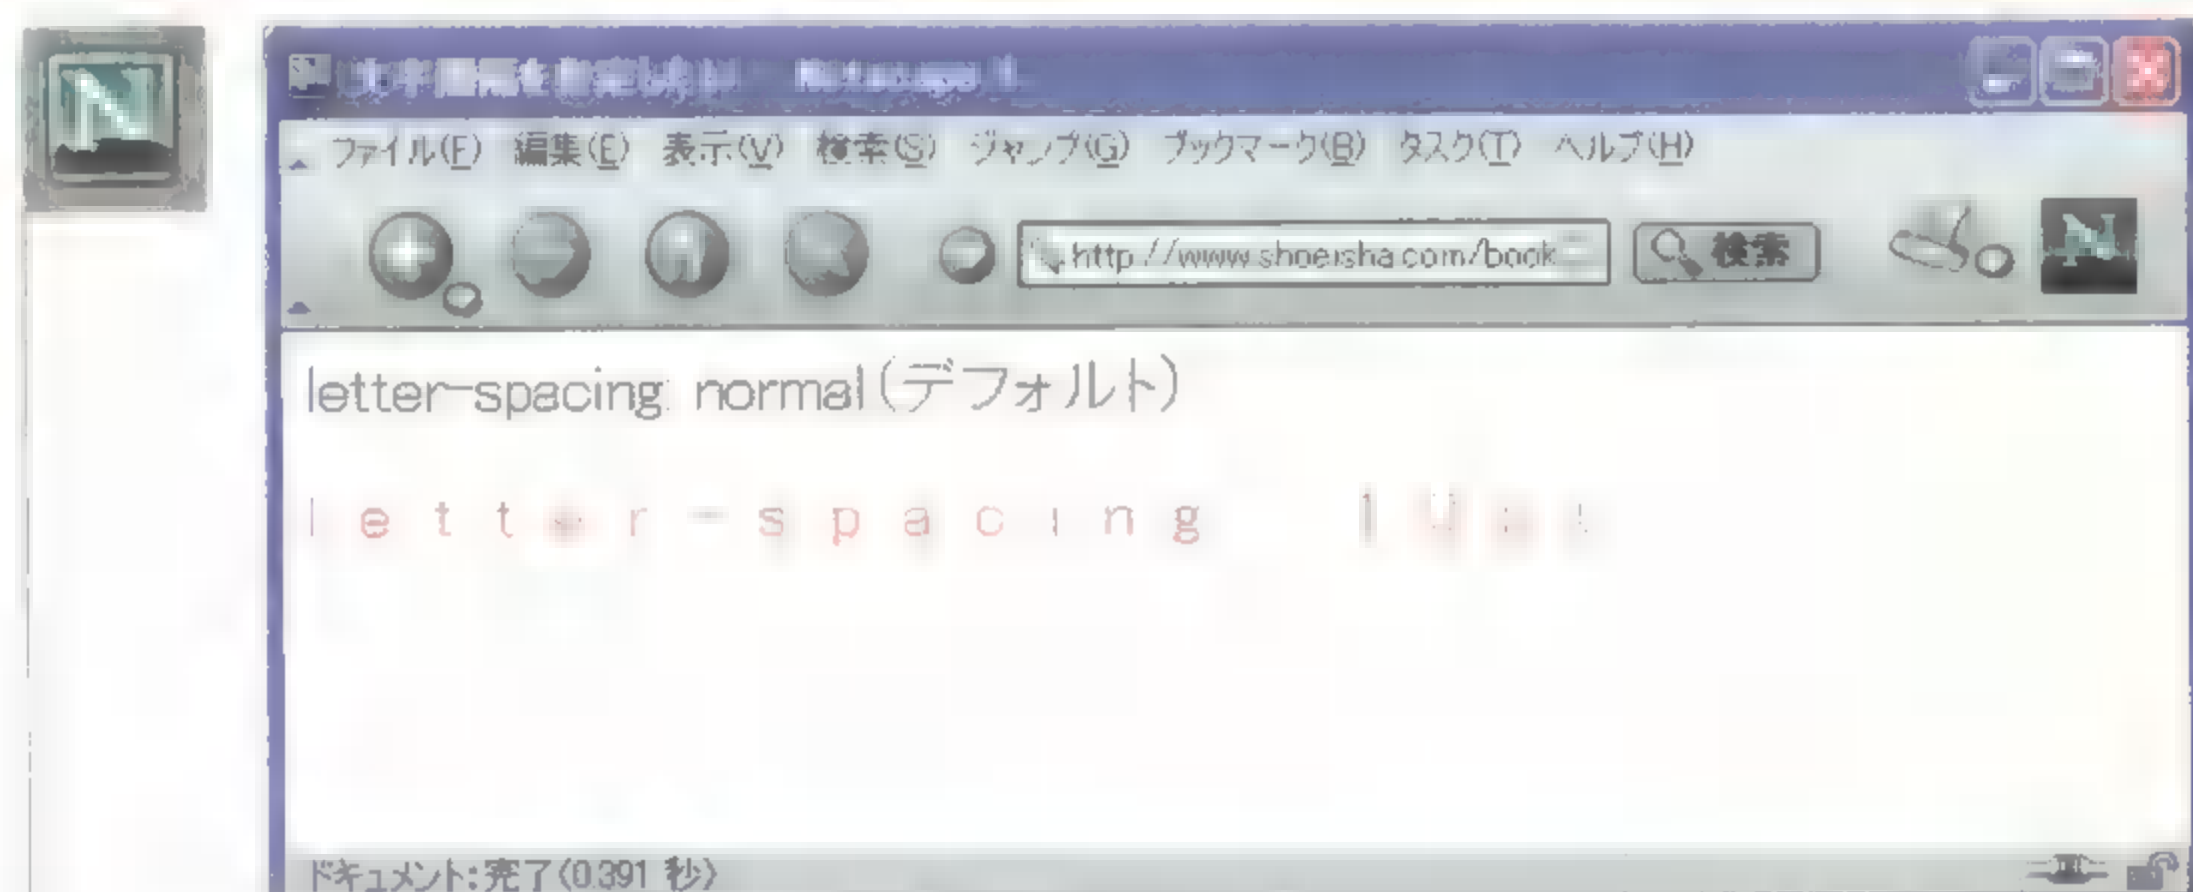 ファイル(F) 編集(E) 表示(V) 検索(S) ジャンプ(G) ブックマーク(B) タスク(T) ヘルプ(H)
http://www.shoeisha.com/book 検索
letter-spacing: normal(デフォルト)
letter-spacing
ドキュメント:完了(0.391 秒)